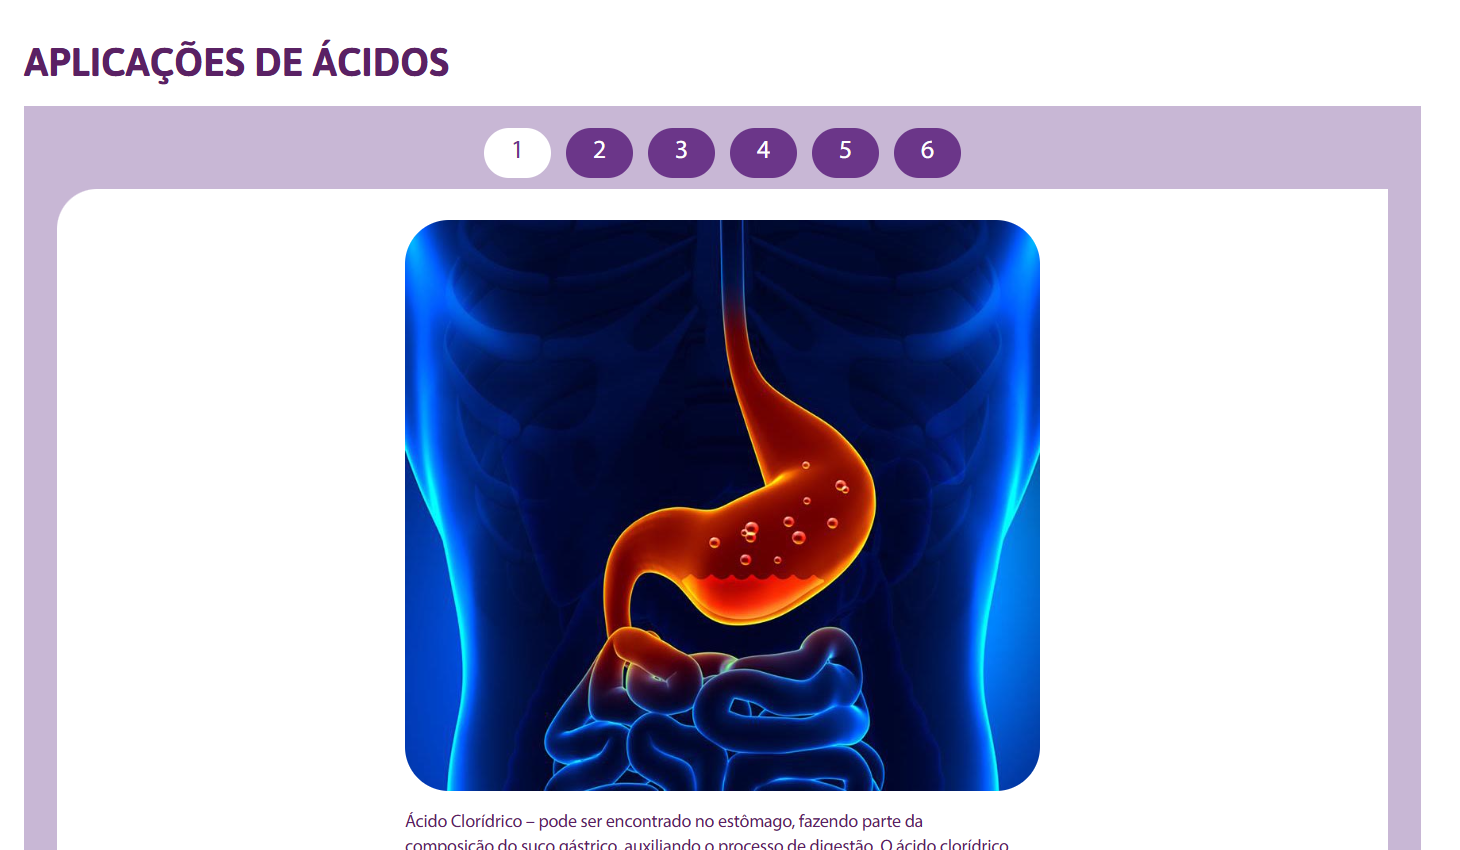 APLICAÇÕES DE ÁCIDOS
1 2 3 4 5 6
Ácido Clorídrico – pode ser encontrado no estômago, fazendo parte da
composição do suco gástrico, auxiliando o processo de digestão. O ácido clorídrico